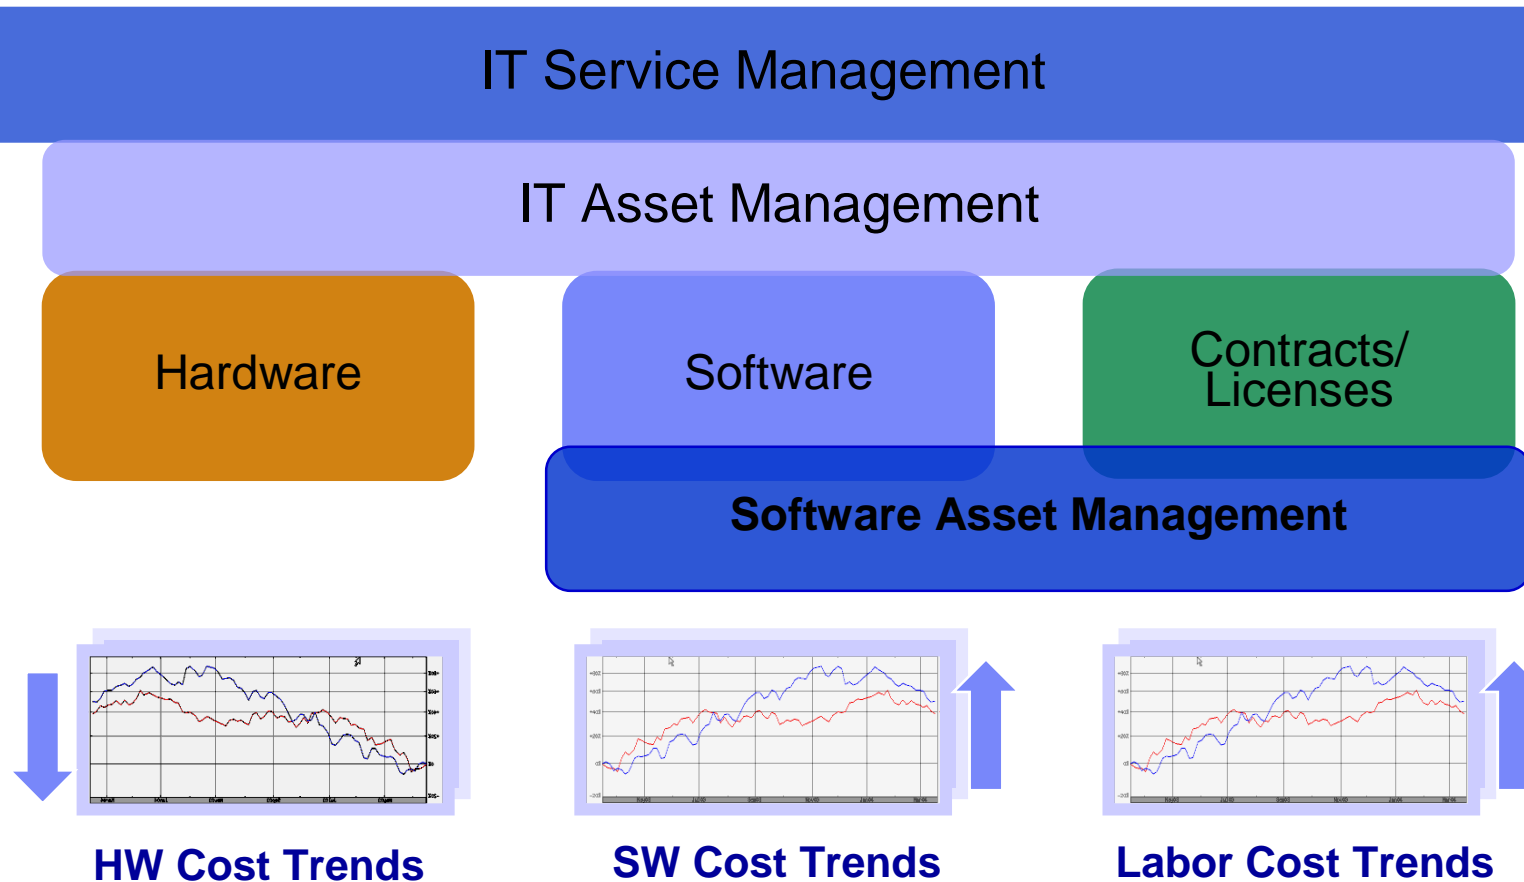 IT Service Management
IT Asset Management
Hardware
Software
Contracts/
Licenses
Software Asset Management
HW Cost Trends
SW Cost Trends
Labor Cost Trends